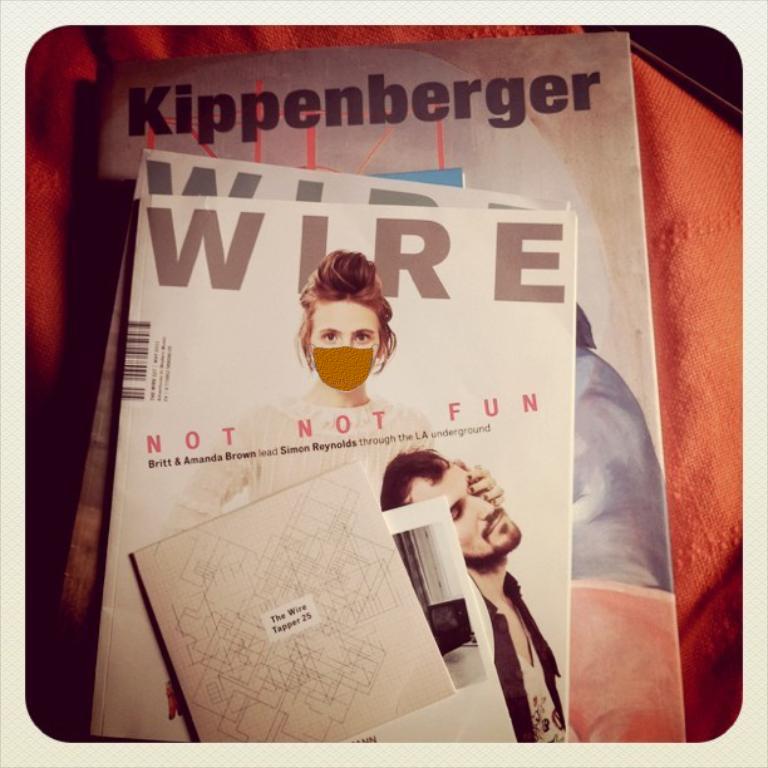 Kippenberger
WIRE
WIRE
NOT NOT FUN
Britt & Amanda Brown lead Simon Reynolds through the LA underground
The Wire
Tapper 25